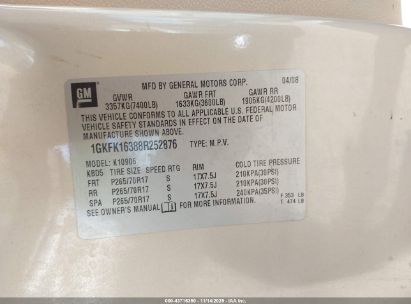 GM
MFD BY GENERAL MOTORS CORP. 04/08
GVWR GAWR FRT GAWR RR
3357KG(7400LB) 1633KG(3600LB) 1905KG(4200LB)
THIS VEHICLE CONFORMS TO ALL APPLICABLE U.S. FEDERAL MOTOR
VEHICLE SAFETY STANDARDS IN EFFECT ON THE DATE OF
MANUFACTURE SHOWN ABOVE.
1GKFK16388R252876 TYPE: M.P.V.
MODEL: K10906
TIRE SIZE SPEED RTG RIM COLD TIRE PRESSURE
FRT P265/70R17 S 17X7.5J 210KPA(30PSI)
RR P265/70R17 S 17X7.5J 210KPA(30PSI)
SPA P265/70R17 S 17X7.5J 240KPA(35PSI)
SEE OWNER'S MANUAL FOR MORE INFORMATION.
F 353 LB
T. 474 LB